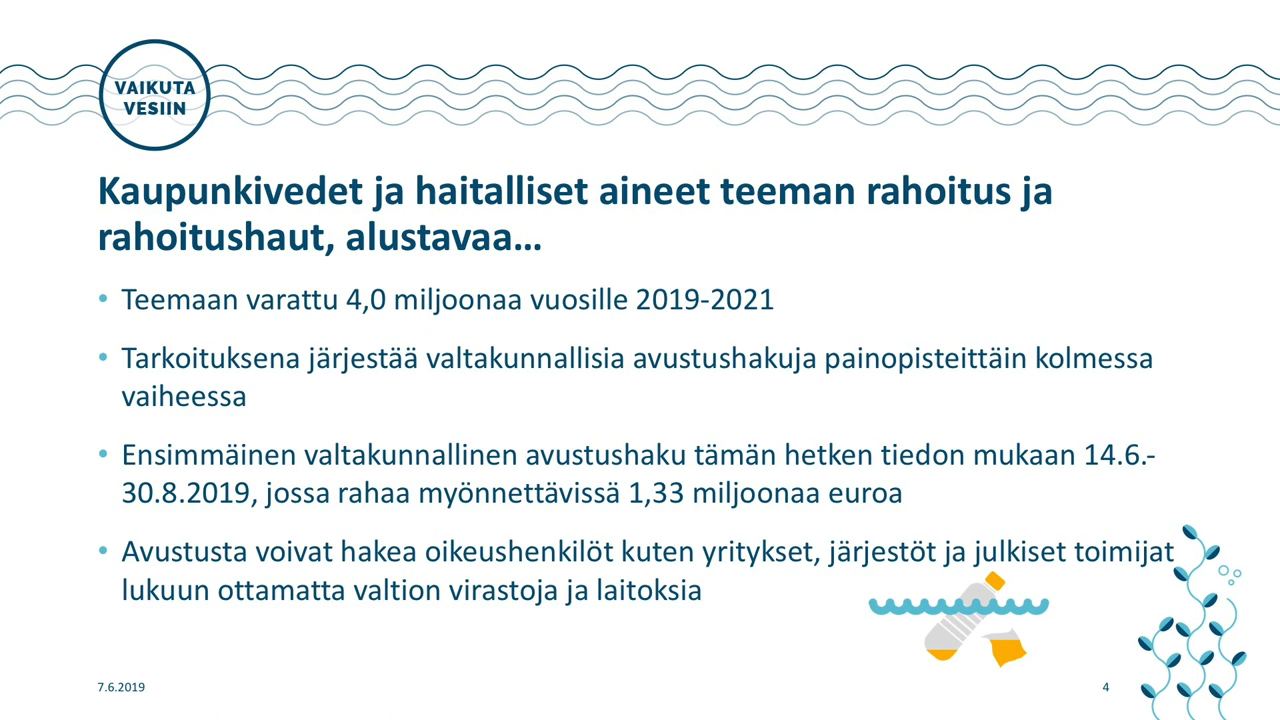 VAIKUTA
VESIIN
Kaupunkivedet ja haitalliset aineet teeman rahoitus ja
rahoitushaut, alustavaa…
• Teemaan varattu 4,0 miljoonaa vuosille 2019-2021
• Tarkoituksena järjestää valtakunnallisia avustushakuja painopisteittäin kolmessa
vaiheessa
• Ensimmäinen valtakunnallinen avustushaku tämän hetken tiedon mukaan 14.6.-
30.8.2019, jossa rahaa myönnettävissä 1,33 miljoonaa euroa
• Avustusta voivat hakea oikeushenkilöt kuten yritykset, järjestöt ja julkiset toimijat
lukuun ottamatta valtion virastoja ja laitoksia
7.6.2019
4